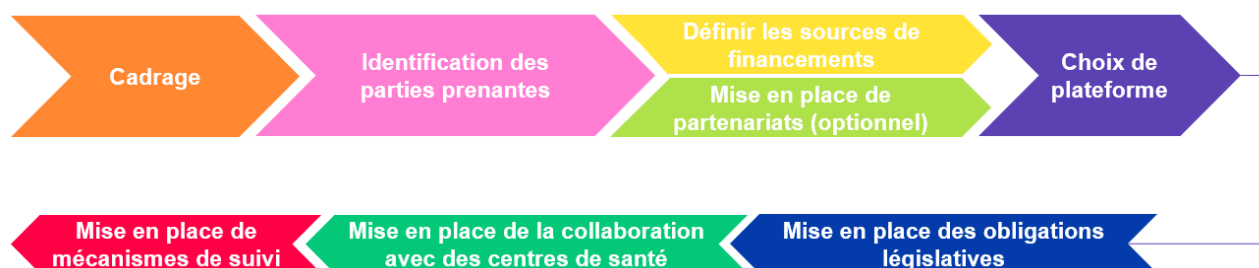 Cadrage
Identification des
parties prenantes
Définir les sources de
financements
Mise en place de
partenariats (optionnel)
Choix de
plateforme
Mise en place de
mécanismes de suivi
Mise en place de la collaboration
avec des centres de santé
Mise en place des obligations
législatives